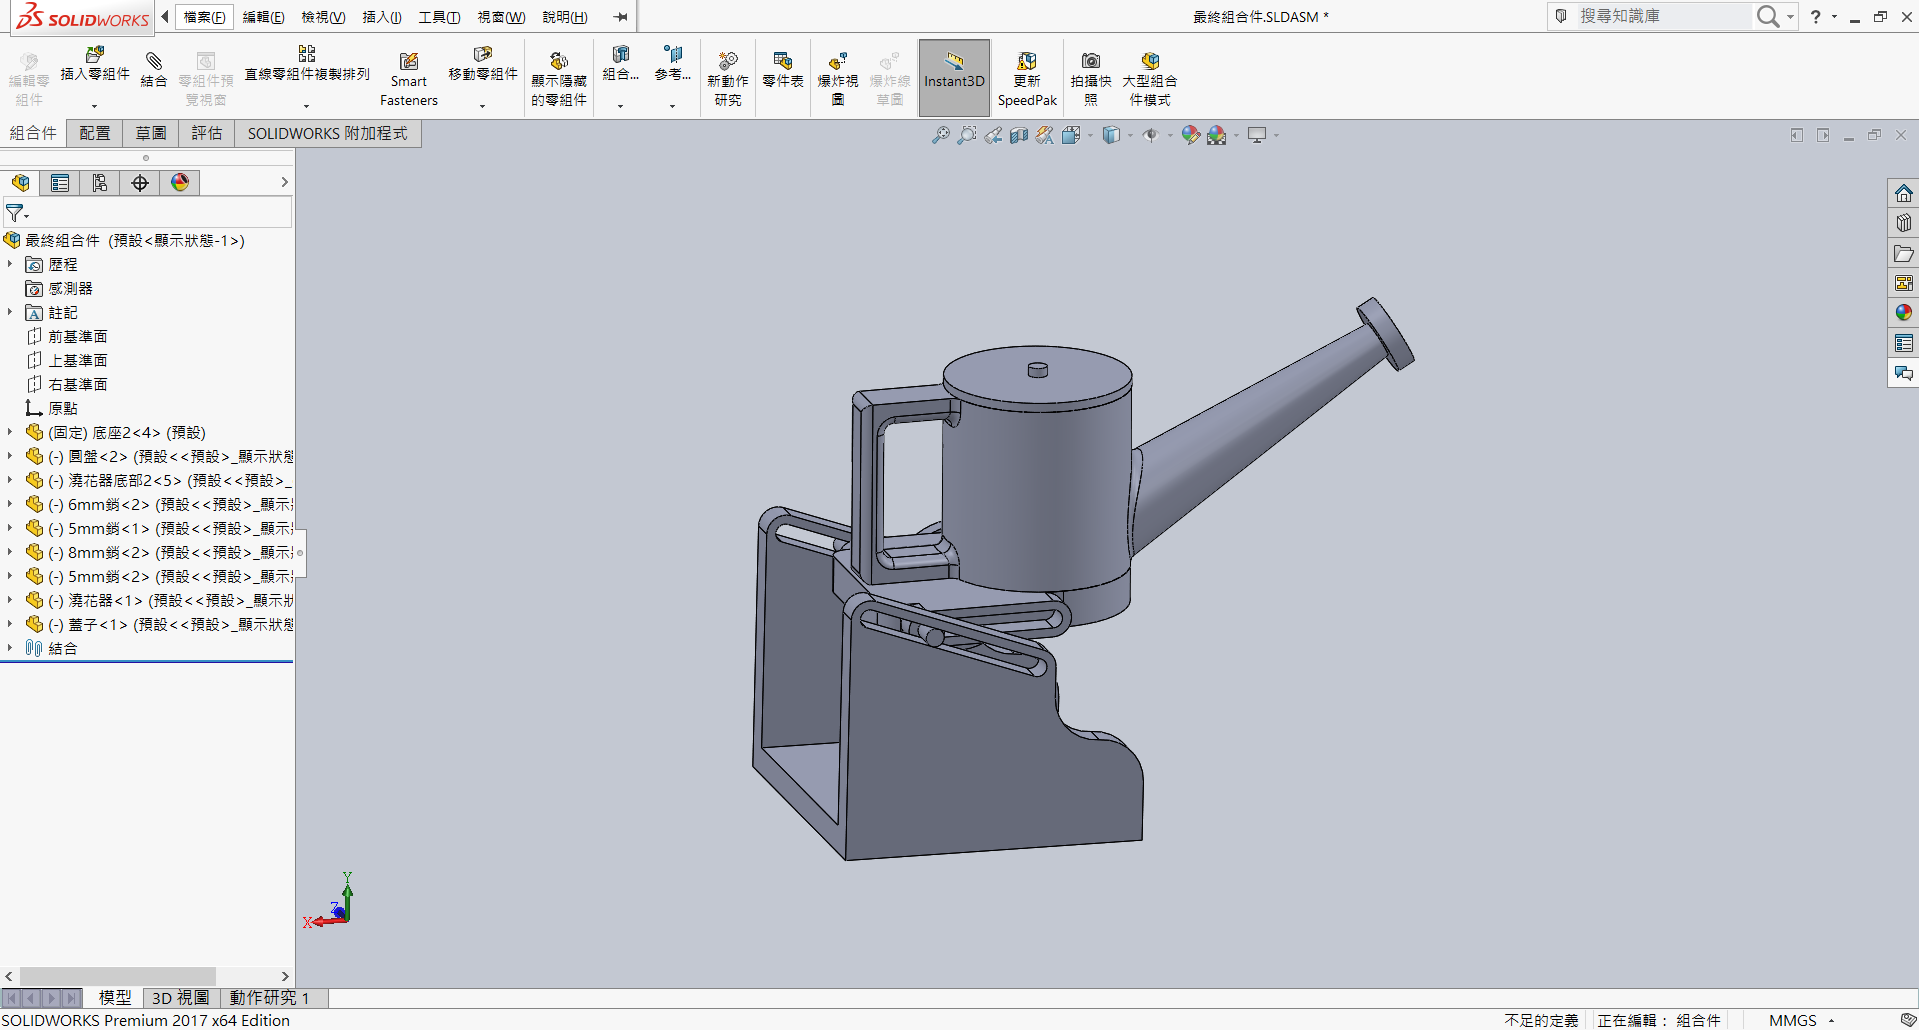 SOLIDWORKS
檔案(F) 編輯(E) 檢視(V) 插入(I) 工具(T) 視窗(W) 說明(H)
最終組合件.SLDASM *
搜尋知識庫
?
編輯零組件
插入零組件
結合
零組件預覽視窗
直線零組件複製排列
Smart Fasteners
移動零組件
顯示隱藏的零組件
組合...
參考...
新動作研究
零件表
爆炸視圖
爆炸線草圖
Instant3D
更新 SpeedPak
拍攝快照
大型組合件模式
組合件 配置 草圖 評估 SOLIDWORKS 附加程式
最終組合件 (預設<顯示狀態-1>)
歷程
感測器
註記
前基準面
上基準面
右基準面
原點
(固定) 底座2<4> (預設)
(-) 圓盤<2> (預設<<預設>_顯示狀態
(-) 澆花器底部2<5> (預設<<預設>_
(-) 6mm銷<2> (預設<<預設>_顯示
(-) 5mm銷<1> (預設<<預設>_顯示
(-) 8mm銷<2> (預設<<預設>_顯示
(-) 5mm銷<2> (預設<<預設>_顯示
(-) 澆花器<1> (預設<<預設>_顯示狀
(-) 蓋子<1> (預設<<預設>_顯示狀態
結合
Y
Z
X
模型 3D 視圖 動作研究 1
SOLIDWORKS Premium 2017 x64 Edition
不足的定義 正在編輯： 組合件 MMGS